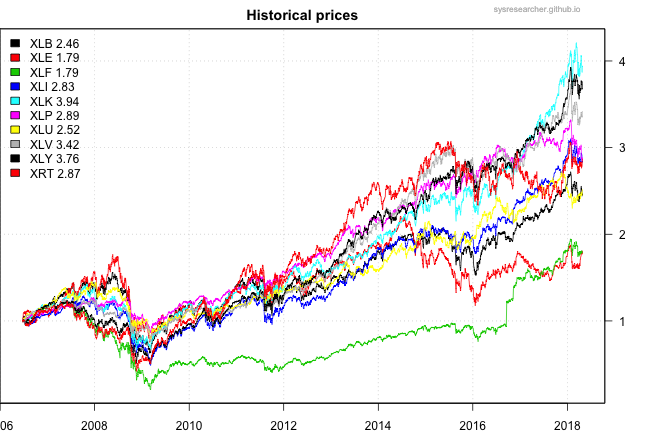 Historical prices
sysresearcher.github.io
XLB 2.46
XLE 1.79
XLF 1.79
XLI 2.83
XLK 3.94
XLP 2.89
XLU 2.52
XLV 3.42
XLY 3.76
XRT 2.87
4
3
2
1
06 2008 2010 2012 2014 2016 2018